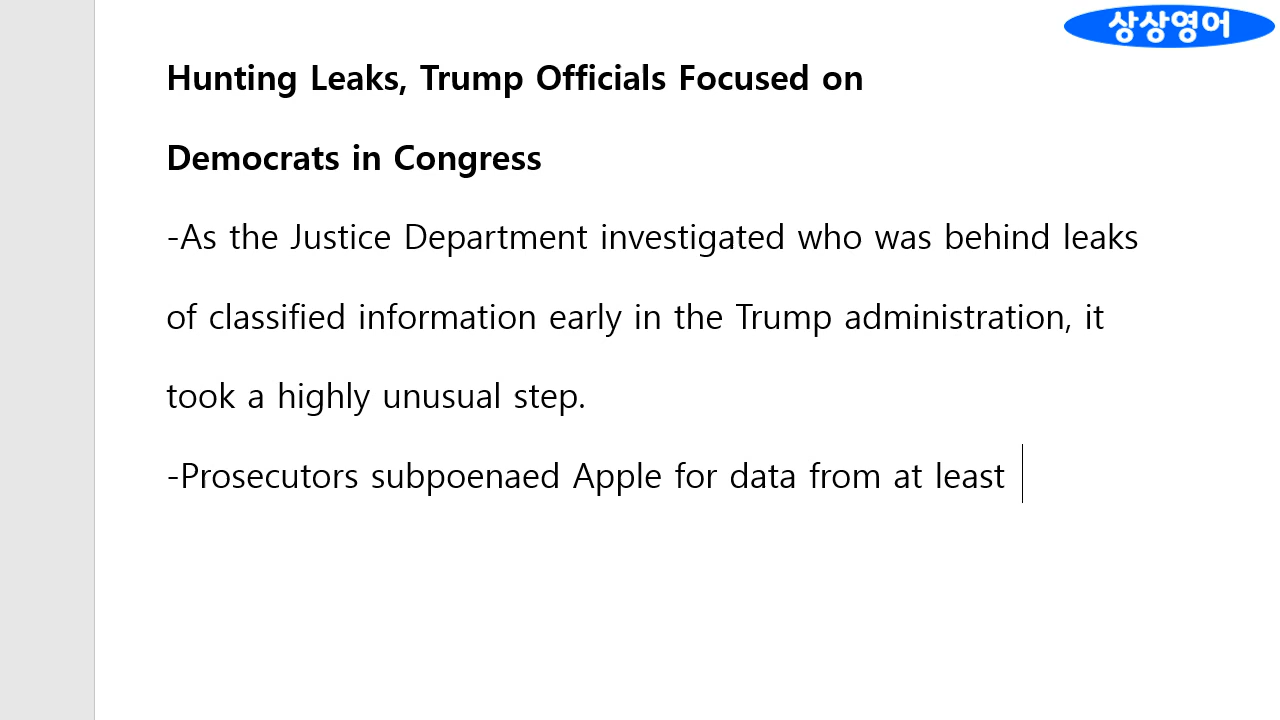 상상영어
Hunting Leaks, Trump Officials Focused on
Democrats in Congress
-As the Justice Department investigated who was behind leaks
of classified information early in the Trump administration, it
took a highly unusual step.
-Prosecutors subpoenaed Apple for data from at least